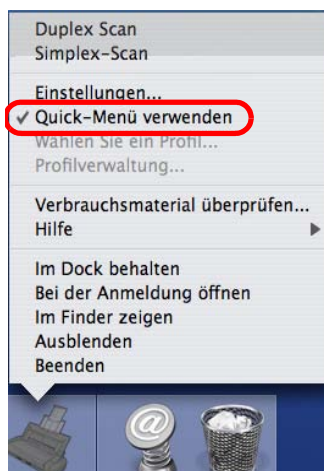 Duplex Scan
Simplex-Scan
Einstellungen...
✓ Quick-Menü verwenden
Wählen Sie ein Profil...
Profilverwaltung...
Verbrauchsmaterial überprüfen...
Hilfe
Im Dock behalten
Bei der Anmeldung öffnen
Im Finder zeigen
Ausblenden
Beenden
@